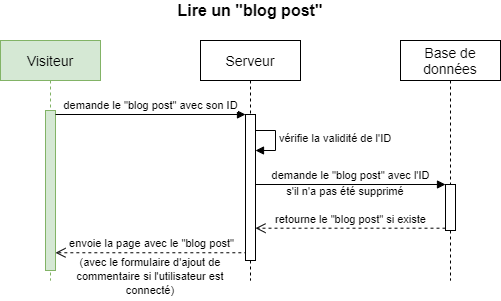 Lire un "blog post"
Visiteur
Serveur
Base de
données
demande le "blog post" avec son ID
vérifie la validité de l'ID
demande le "blog post" avec l'ID
s'il n'a pas été supprimé
retourne le "blog post" si existe
envoie la page avec le "blog post"
(avec le formulaire d'ajout de
commentaire si l'utilisateur est
connecté)